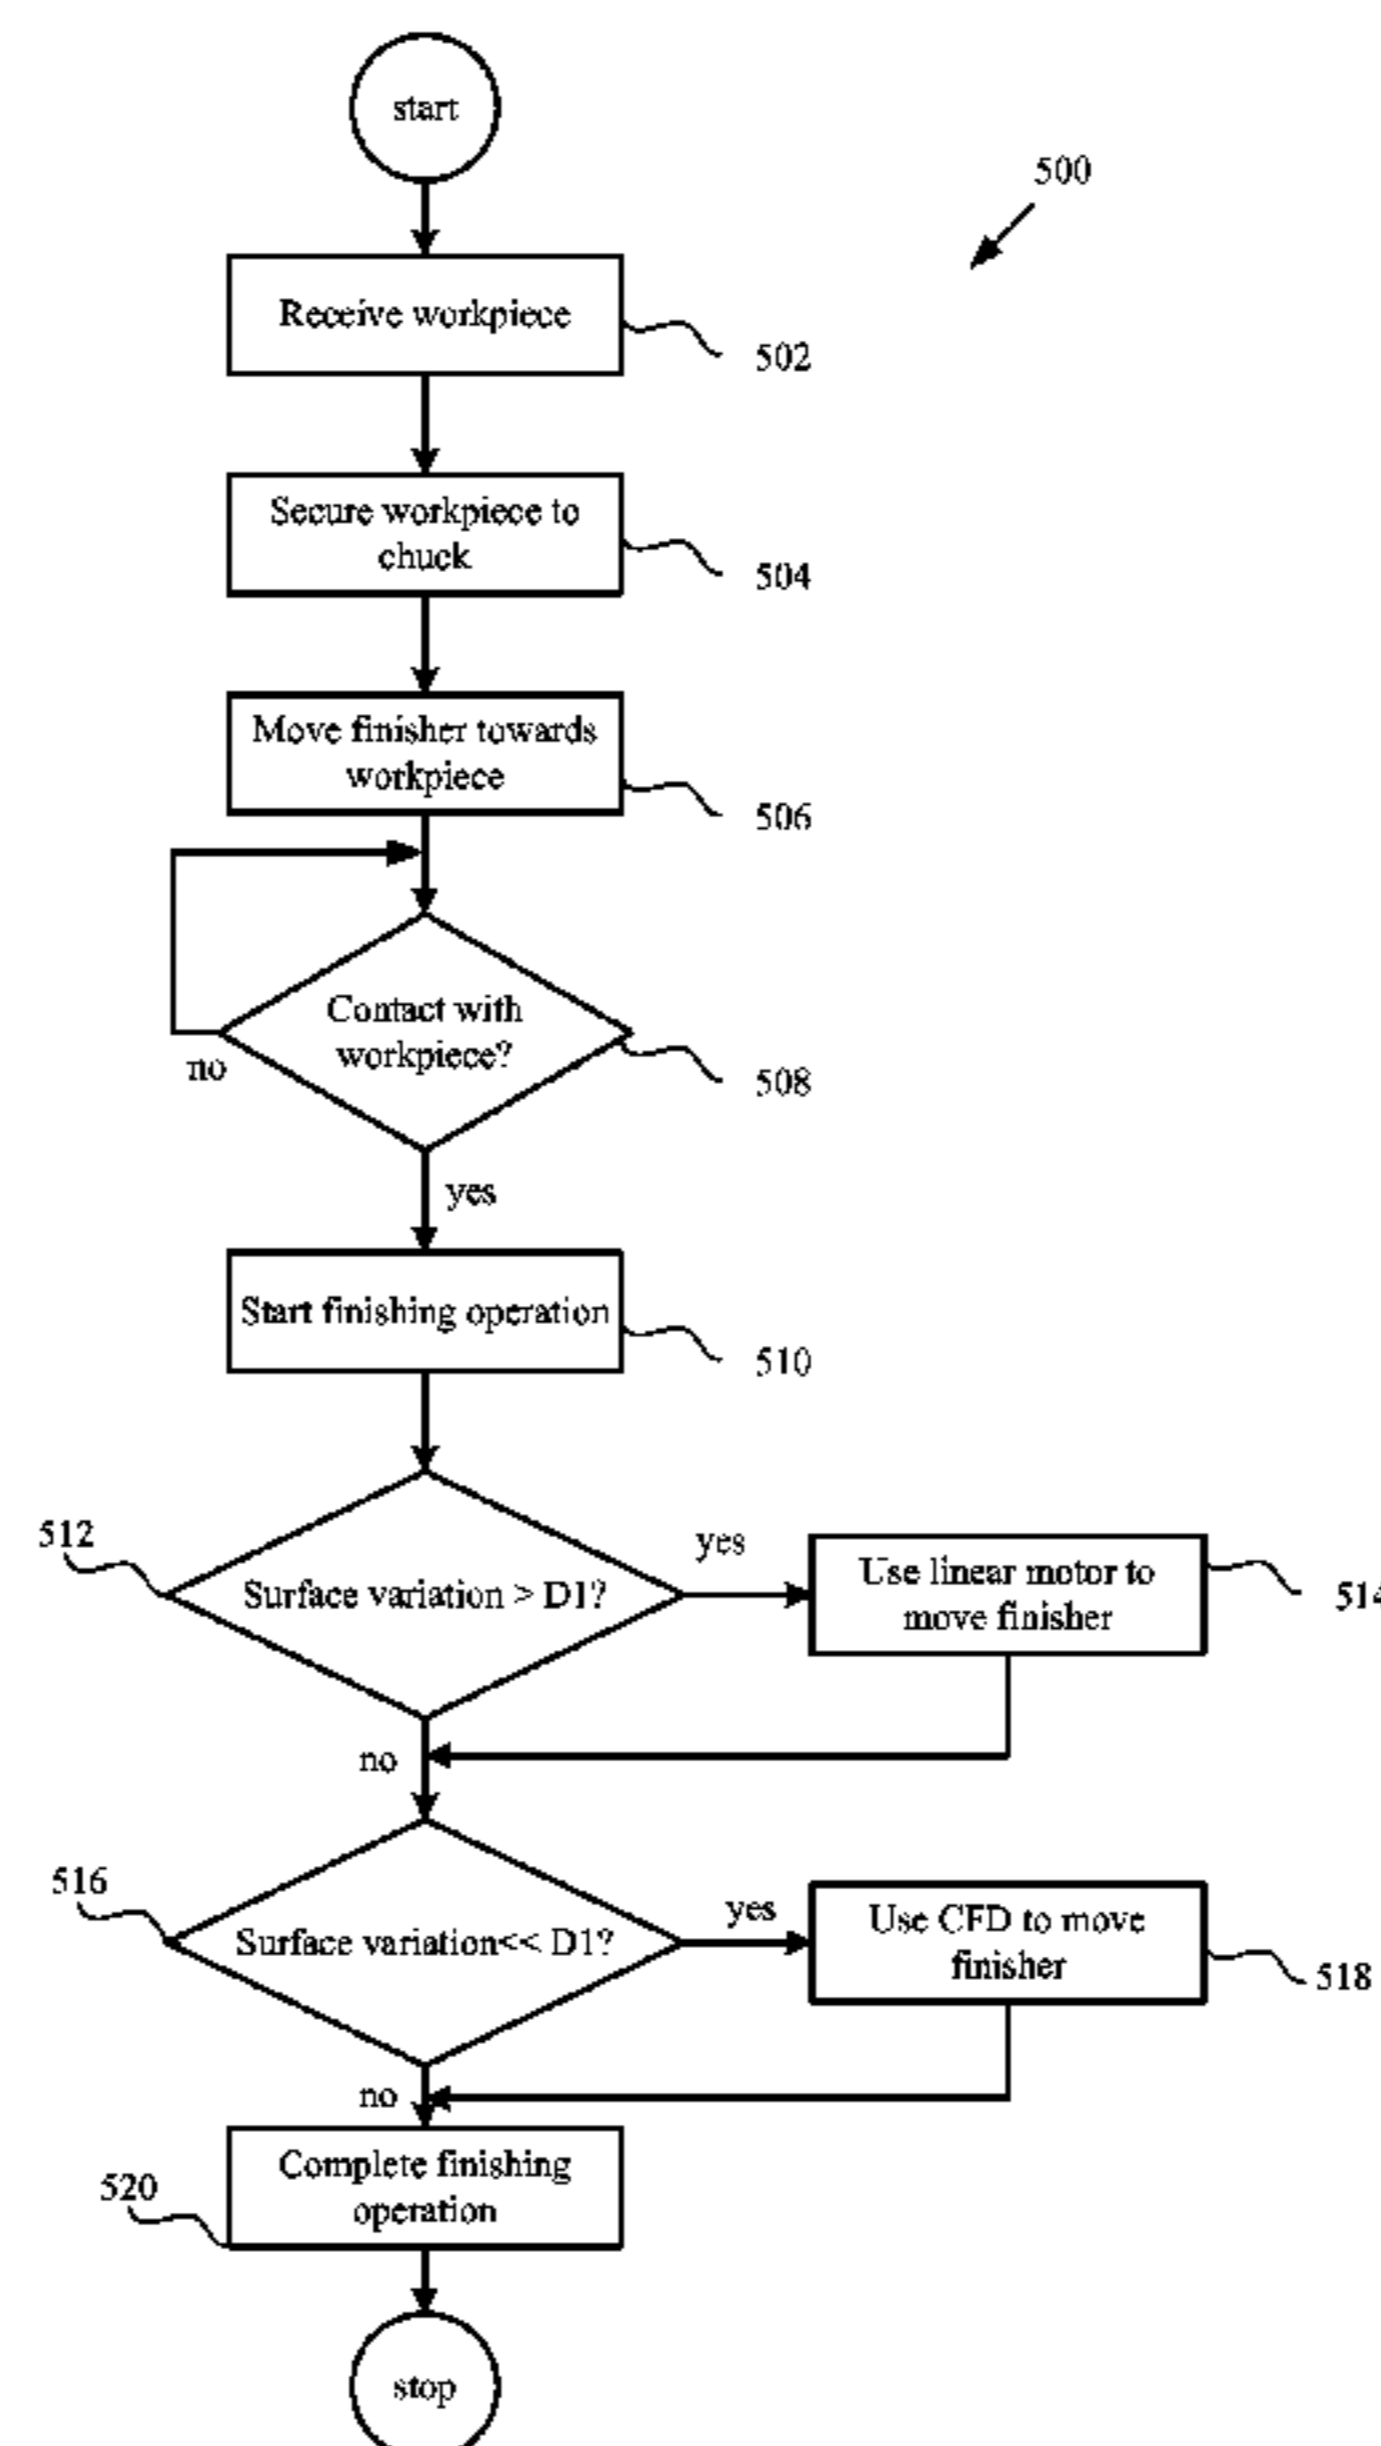 start
500
Receive workpiece
502
Secure workpiece to
chuck
504
Move finisher towards
workpiece
506
Contact with
workpiece?
no
508
yes
Start finishing operation
510
512
Surface variation > D1?
yes
Use linear motor to
move finisher
514
no
516
Surface variation<< D1?
yes
Use CFD to move
finisher
518
no
Complete finishing
operation
520
stop